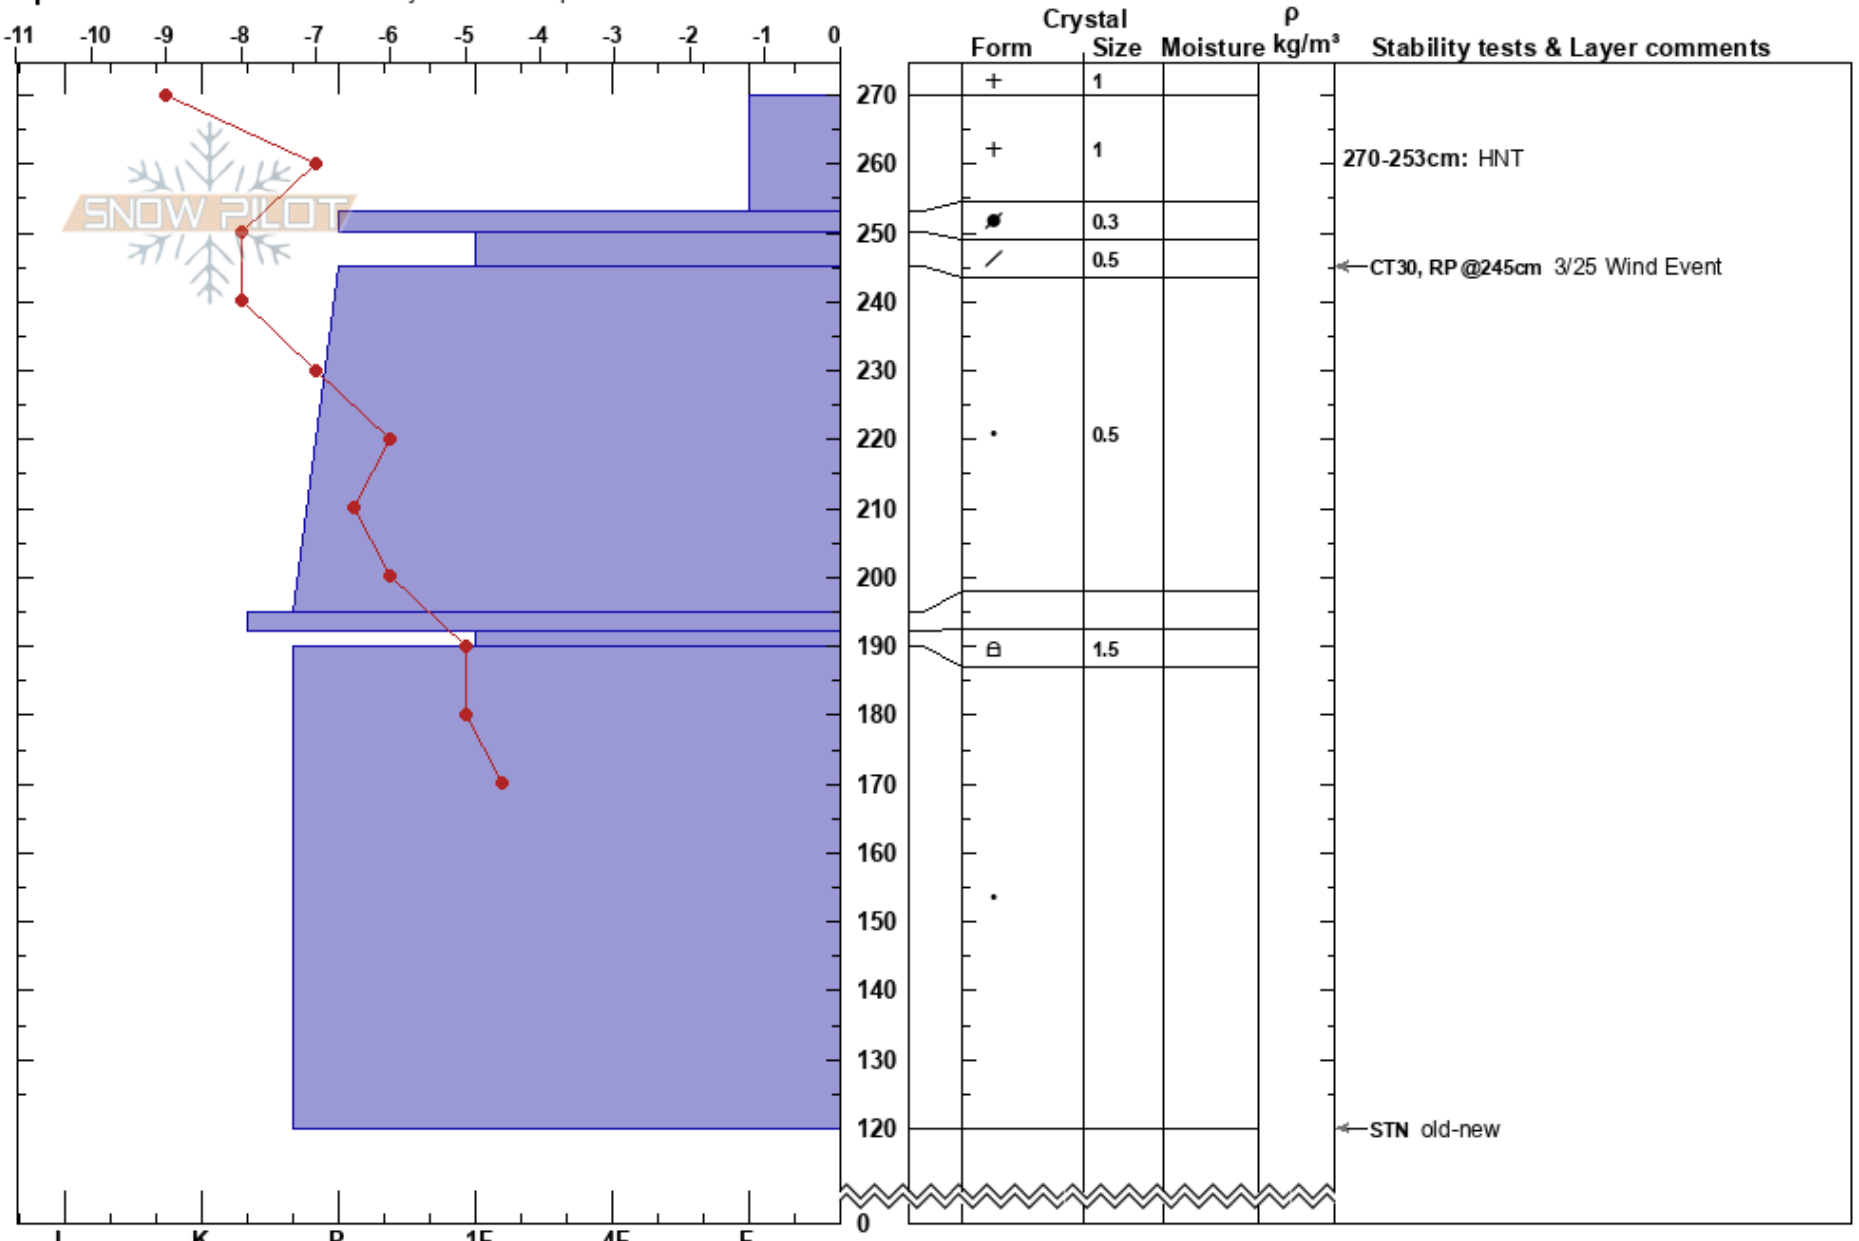 -11 -10 -9 -8 -7 -6 -5 -4 -3 -2 -1 0
Crystal ρ
Form Size Moisture kg/m³ Stability tests & Layer comments
+ 1
270
+ 1
260 270-253cm: HNT
SNOW PILOT
0.3
250
/ 0.5
CT30, RP @245cm 3/25 Wind Event
240
230
220 0.5
210
200
190 1.5
180
170
160
150
140
130
120 STN old-new
0
K P 1F 4F F